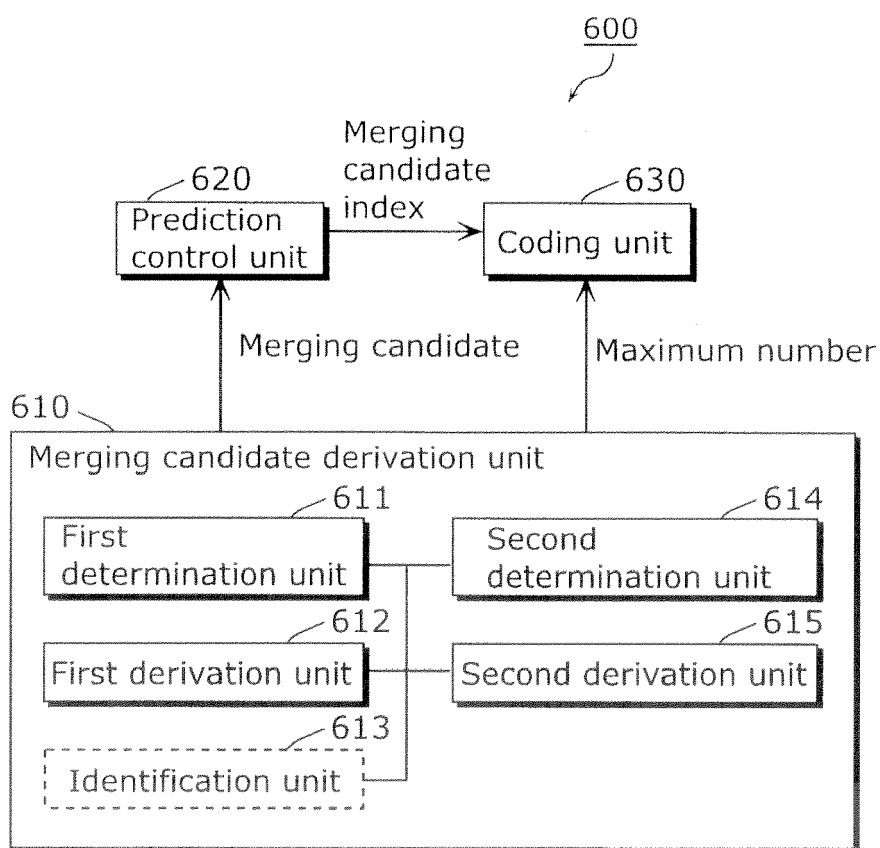 600
Merging
candidate
index
620
630
Prediction
control unit
Coding unit
Merging candidate
Maximum number
610
Merging candidate derivation unit
611
614
First
determination unit
Second
determination unit
612
615
First derivation unit
Second derivation unit
613
Identification unit